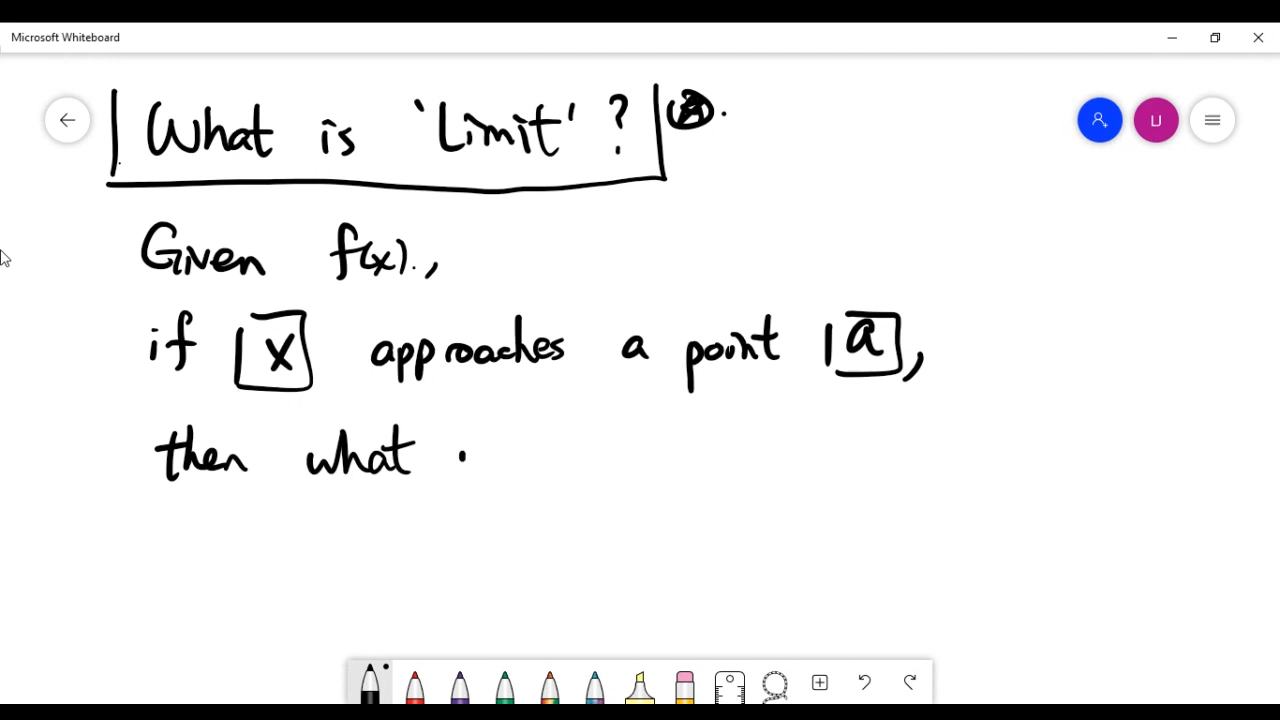 Microsoft Whiteboard
What is 'Limit' ?
Given f(x).,
if x approaches a point a,
then what